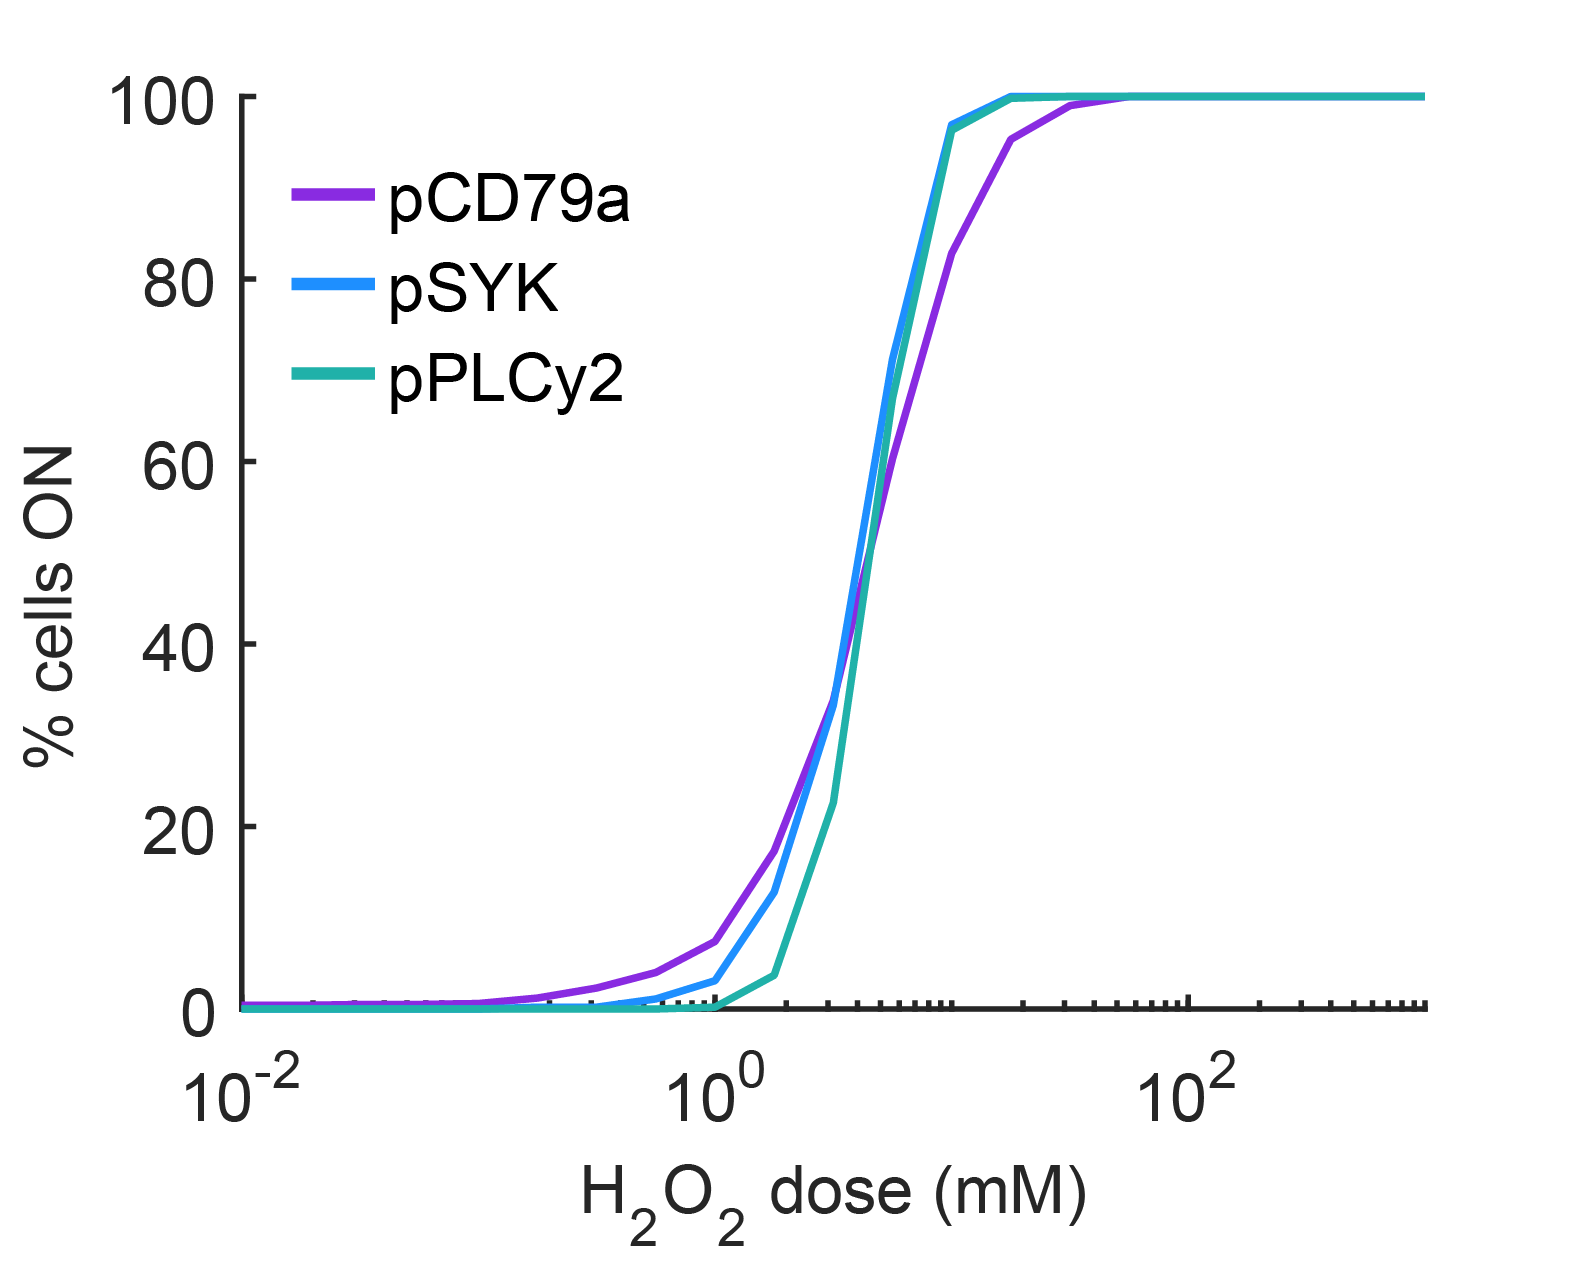 100
80
60
40
20
0
% cells ON
pCD79a
pSYK
pPLCy2
10⁻² 10⁰ 10²
H₂O₂ dose (mM)